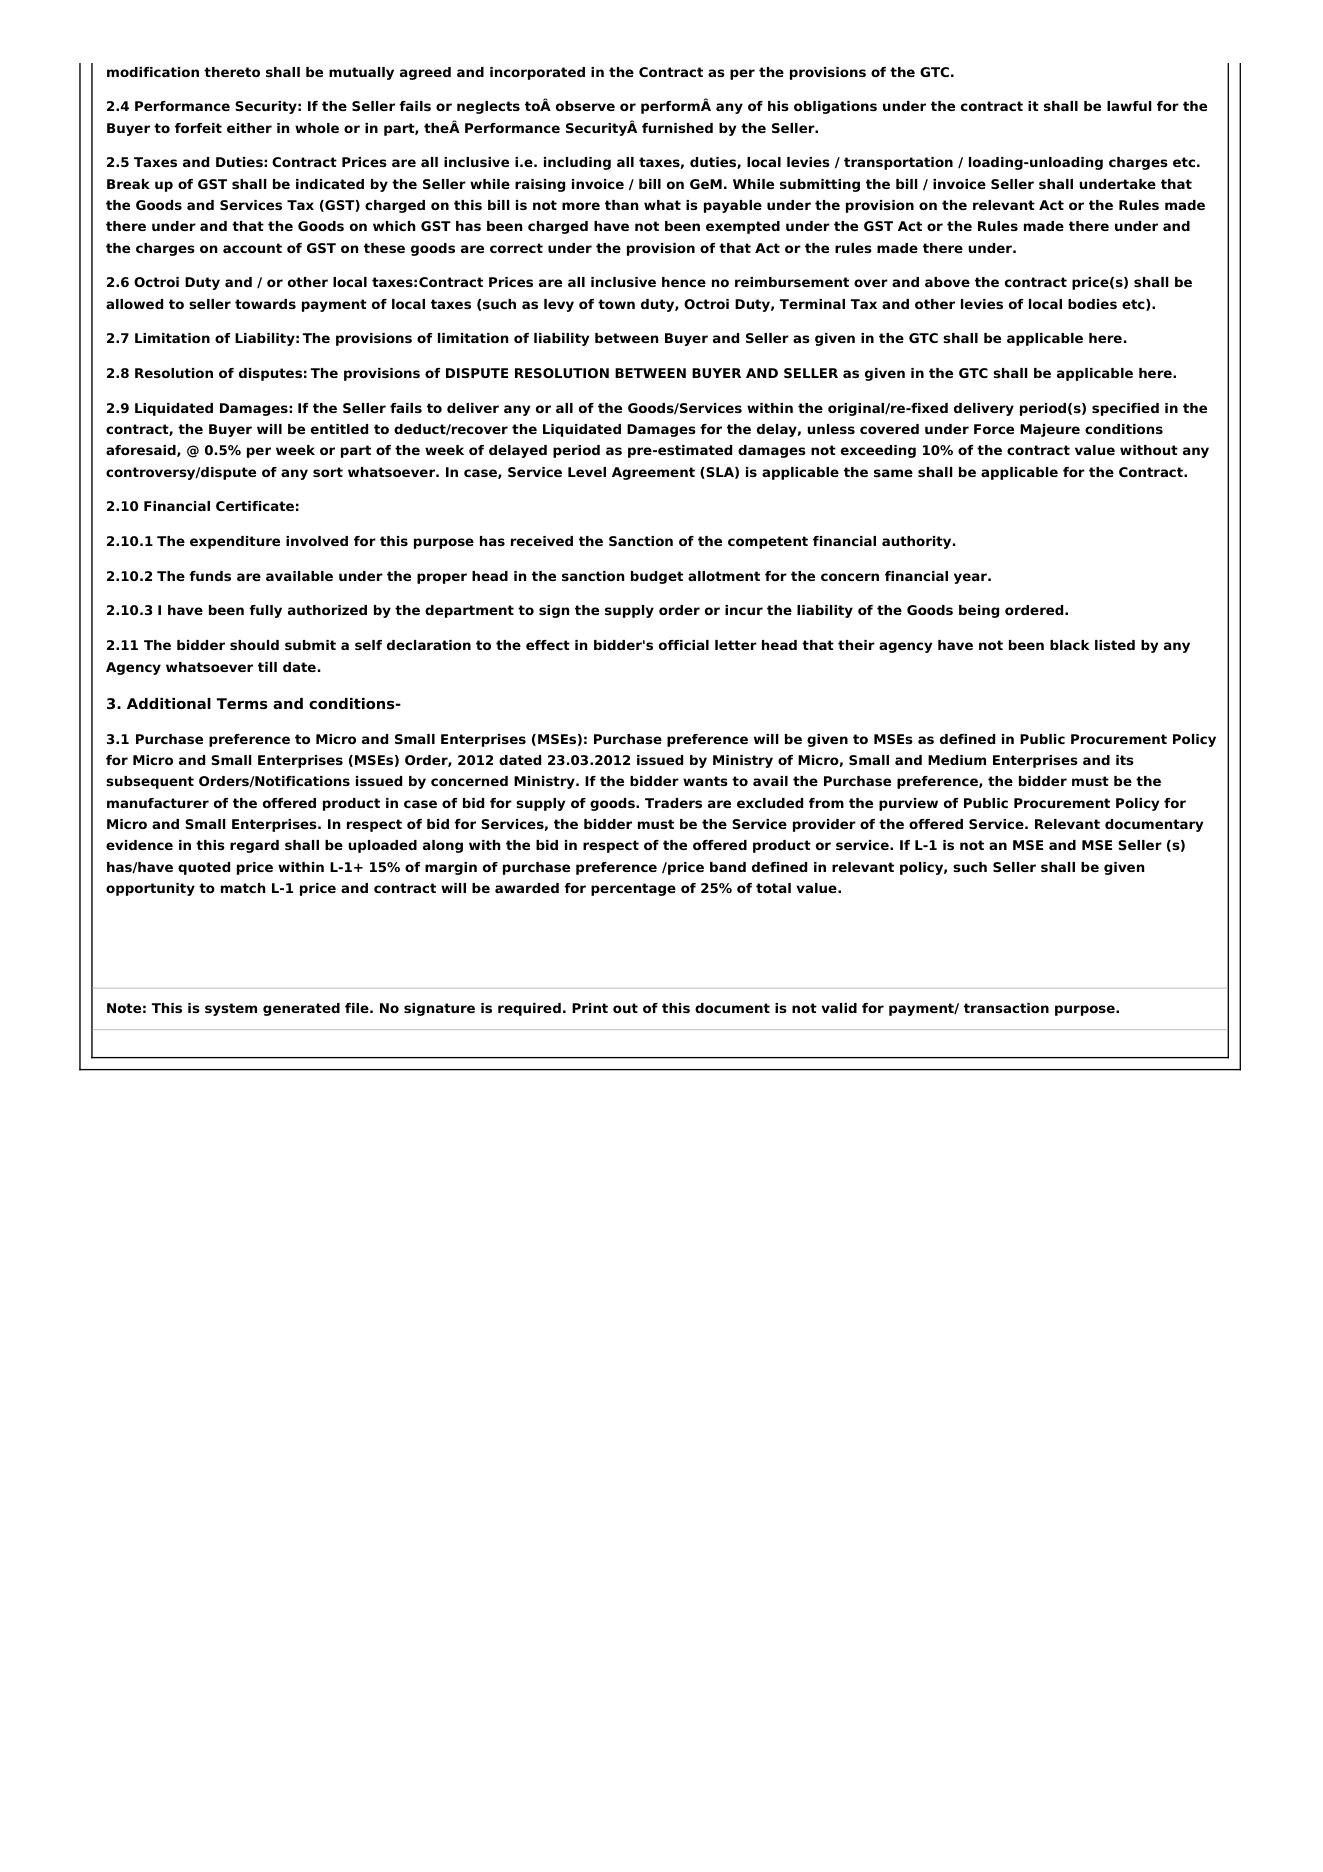 modification thereto shall be mutually agreed and incorporated in the Contract as per the provisions of the GTC.
2.4 Performance Security: If the Seller fails or neglects toÂ observe or performÂ any of his obligations under the contract it shall be lawful for the
Buyer to forfeit either in whole or in part, theÂ Performance SecurityÂ furnished by the Seller.
2.5 Taxes and Duties: Contract Prices are all inclusive i.e. including all taxes, duties, local levies / transportation / loading-unloading charges etc.
Break up of GST shall be indicated by the Seller while raising invoice / bill on GeM. While submitting the bill / invoice Seller shall undertake that
the Goods and Services Tax (GST) charged on this bill is not more than what is payable under the provision on the relevant Act or the Rules made
there under and that the Goods on which GST has been charged have not been exempted under the GST Act or the Rules made there under and
the charges on account of GST on these goods are correct under the provision of that Act or the rules made there under.
2.6 Octroi Duty and / or other local taxes:Contract Prices are all inclusive hence no reimbursement over and above the contract price(s) shall be
allowed to seller towards payment of local taxes (such as levy of town duty, Octroi Duty, Terminal Tax and other levies of local bodies etc).
2.7 Limitation of Liability: The provisions of limitation of liability between Buyer and Seller as given in the GTC shall be applicable here.
2.8 Resolution of disputes: The provisions of DISPUTE RESOLUTION BETWEEN BUYER AND SELLER as given in the GTC shall be applicable here.
2.9 Liquidated Damages: If the Seller fails to deliver any or all of the Goods/Services within the original/re-fixed delivery period(s) specified in the
contract, the Buyer will be entitled to deduct/recover the Liquidated Damages for the delay, unless covered under Force Majeure conditions
aforesaid, @ 0.5% per week or part of the week of delayed period as pre-estimated damages not exceeding 10% of the contract value without any
controversy/dispute of any sort whatsoever. In case, Service Level Agreement (SLA) is applicable the same shall be applicable for the Contract.
2.10 Financial Certificate:
2.10.1 The expenditure involved for this purpose has received the Sanction of the competent financial authority.
2.10.2 The funds are available under the proper head in the sanction budget allotment for the concern financial year.
2.10.3 I have been fully authorized by the department to sign the supply order or incur the liability of the Goods being ordered.
2.11 The bidder should submit a self declaration to the effect in bidder's official letter head that their agency have not been black listed by any
Agency whatsoever till date.
3. Additional Terms and conditions-
3.1 Purchase preference to Micro and Small Enterprises (MSEs): Purchase preference will be given to MSEs as defined in Public Procurement Policy
for Micro and Small Enterprises (MSEs) Order, 2012 dated 23.03.2012 issued by Ministry of Micro, Small and Medium Enterprises and its
subsequent Orders/Notifications issued by concerned Ministry. If the bidder wants to avail the Purchase preference, the bidder must be the
manufacturer of the offered product in case of bid for supply of goods. Traders are excluded from the purview of Public Procurement Policy for
Micro and Small Enterprises. In respect of bid for Services, the bidder must be the Service provider of the offered Service. Relevant documentary
evidence in this regard shall be uploaded along with the bid in respect of the offered product or service. If L-1 is not an MSE and MSE Seller (s)
has/have quoted price within L-1+ 15% of margin of purchase preference /price band defined in relevant policy, such Seller shall be given
opportunity to match L-1 price and contract will be awarded for percentage of 25% of total value.
Note: This is system generated file. No signature is required. Print out of this document is not valid for payment/ transaction purpose.